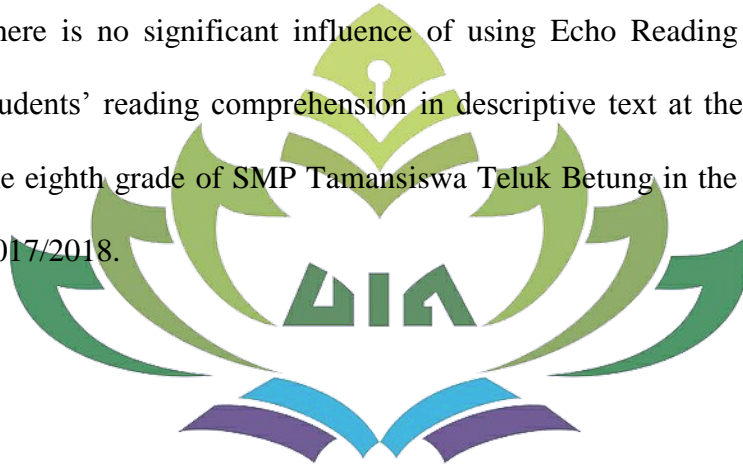 here is no significant influence of using Echo Reading
udents’ reading comprehension in descriptive text at the
e eighth grade of SMP Tamansiswa Teluk Betung in the
017/2018.
UIN